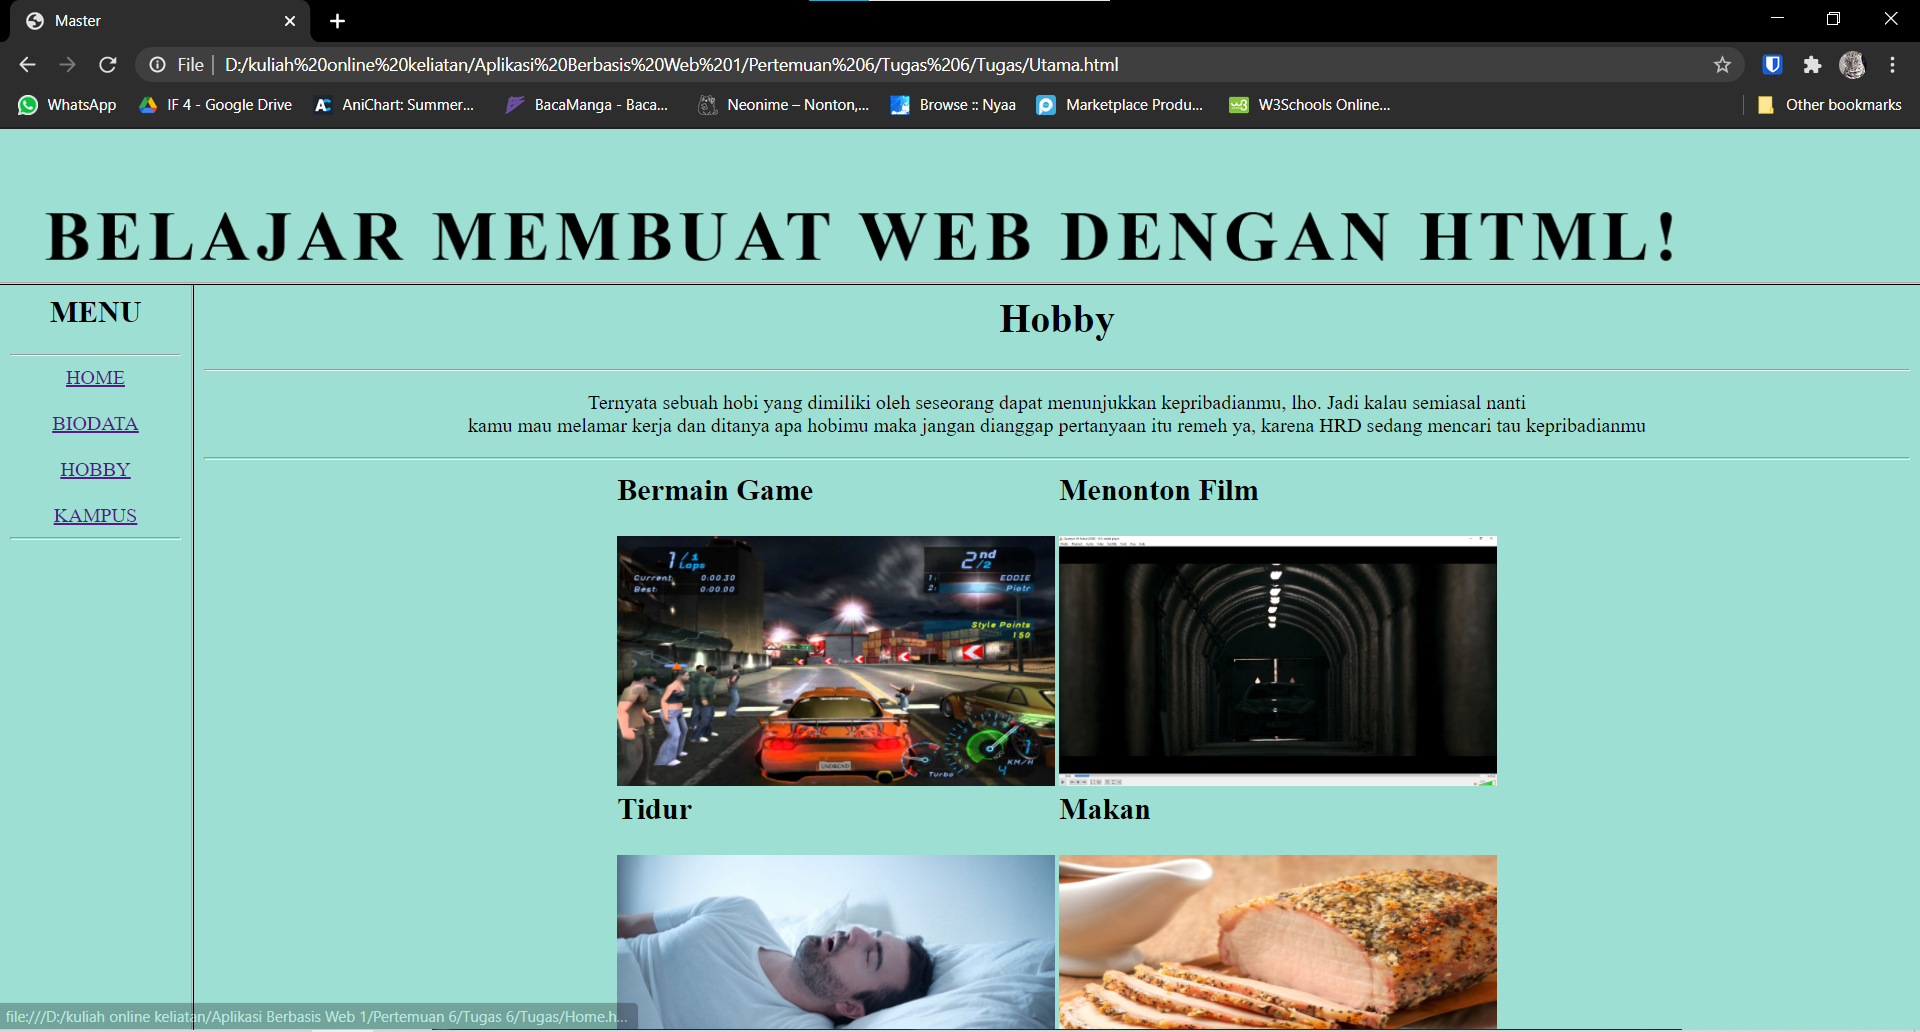 Master
File
D:/kuliah%20online%20keliatan/Aplikasi%20Berbasis%20Web%201/Pertemuan%206/Tugas%206/Tugas/Utama.html
WhatsApp IF 4 - Google Drive AniChart: Summer... BacaManga - Baca... Neonime – Nonton,... Browse :: Nyaa Marketplace Produ... W3Schools Online... Other bookmarks
BELAJAR MEMBUAT WEB DENGAN HTML!
MENU
HOME
BIODATA
HOBBY
KAMPUS
Hobby
Ternyata sebuah hobi yang dimiliki oleh seseorang dapat menunjukkan kepribadianmu, lho. Jadi kalau semiasal nanti
kamu mau melamar kerja dan ditanya apa hobimu maka jangan dianggap pertanyaan itu remeh ya, karena HRD sedang mencari tau kepribadianmu
Bermain Game
Menonton Film
1/1 Laps
Current: 0:00.30
Best: 0:00.00
2nd /2
1: EDDIE
2: Piotr
Style Points
150
Turbo
KM/H
Tidur
Makan
file:///D:/kuliah online keliatan/Aplikasi Berbasis Web 1/Pertemuan 6/Tugas 6/Tugas/Home.h...